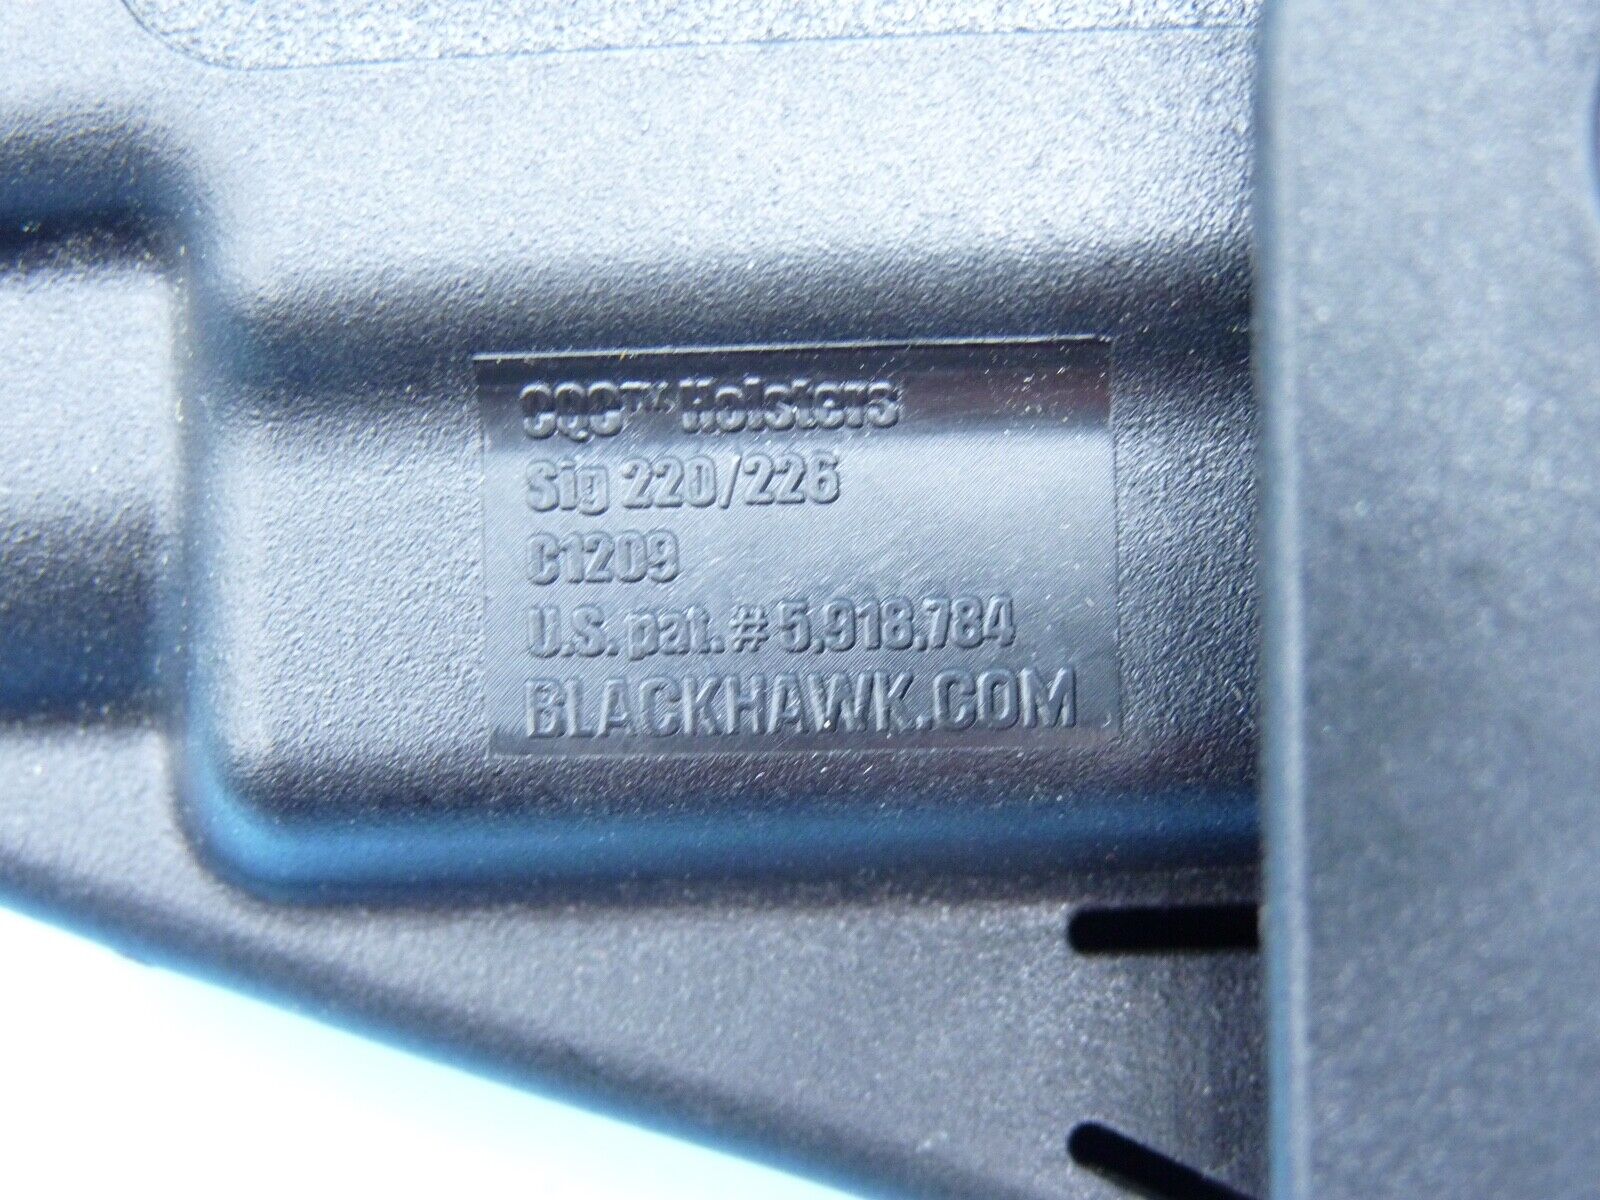 CQC™ Holsters
Sig 220/226
C1209
U.S. pat. # 5,918,784
BLACKHAWK.COM